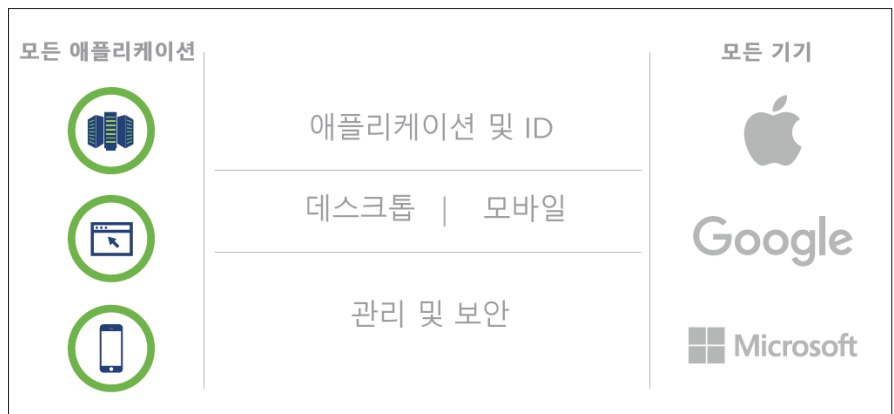 모든 애플리케이션
애플리케이션 및 ID
데스크톱 | 모바일
관리 및 보안
모든 기기
Google
Microsoft